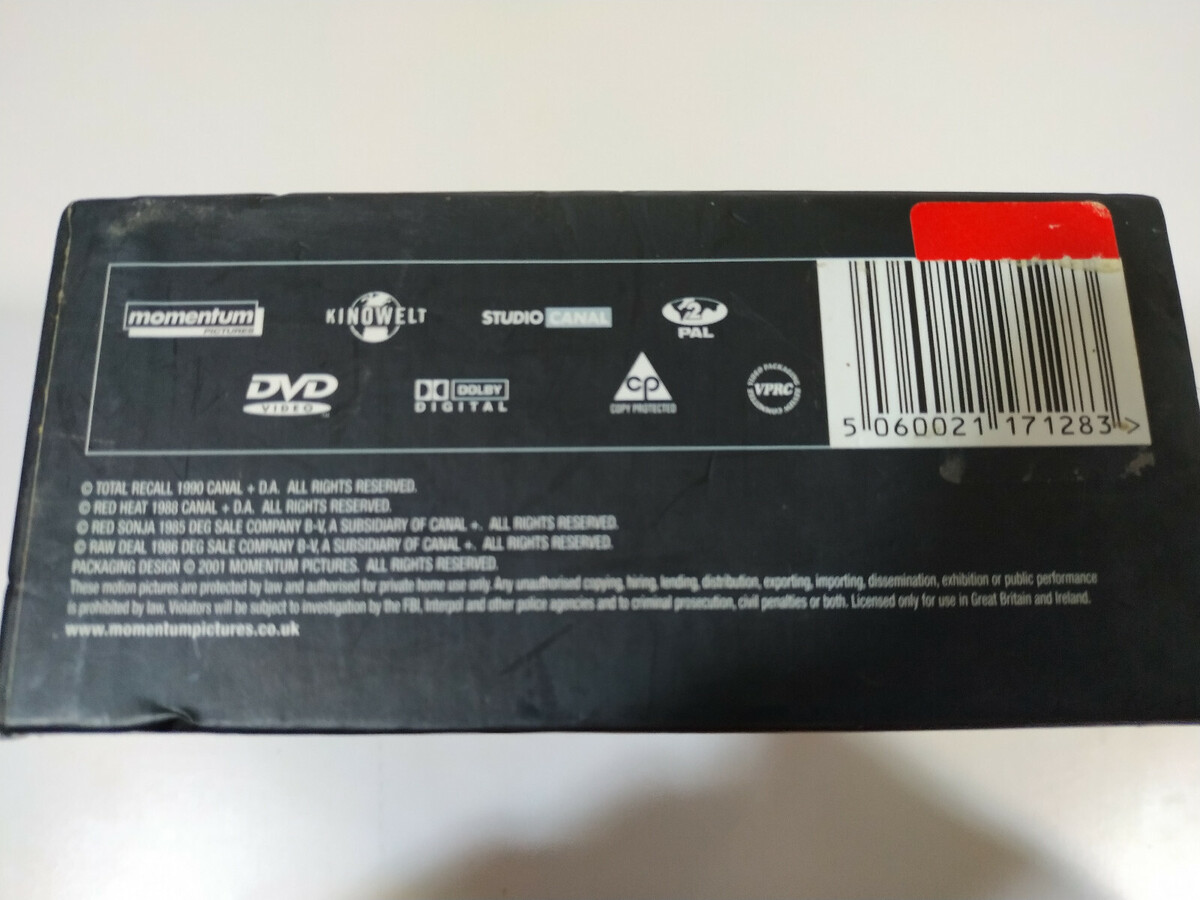 momentum
PICTURES
KINOWELT
STUDIO CANAL
2
PAL
DVD
VIDEO
DOLBY
DIGITAL
cp
COPY PROTECTED
VIDEO PACKAGING REVIEW COMMITTEE
VPRC
5 060021 171283 >
© TOTAL RECALL 1990 CANAL + D.A. ALL RIGHTS RESERVED.
© RED HEAT 1988 CANAL + D.A. ALL RIGHTS RESERVED.
© RED SONJA 1985 DEG SALE COMPANY B-V, A SUBSIDIARY OF CANAL +. ALL RIGHTS RESERVED.
© RAW DEAL 1986 DEG SALE COMPANY B-V, A SUBSIDIARY OF CANAL +. ALL RIGHTS RESERVED.
PACKAGING DESIGN © 2001 MOMENTUM PICTURES. ALL RIGHTS RESERVED.
These motion pictures are protected by law and authorised for private home use only. Any unauthorised copying, hiring, lending, distribution, exporting, importing, dissemination, exhibition or public performance
is prohibited by law. Violators will be subject to investigation by the FBI, Interpol and other police agencies and to criminal prosecution, civil penalties or both. Licensed only for use in Great Britain and Ireland.
www.momentumpictures.co.uk